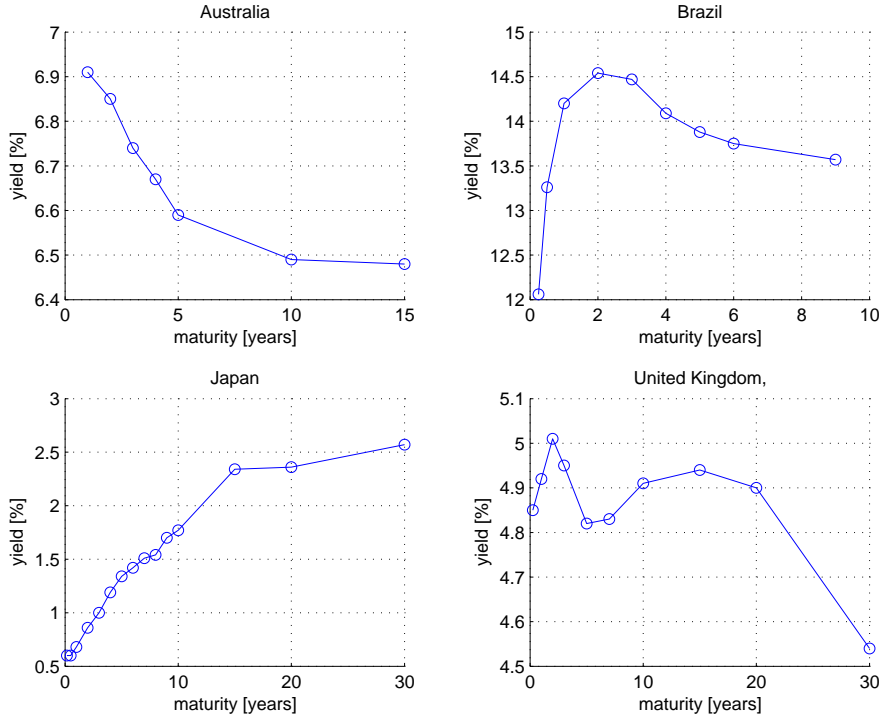 Australia
7
6.9
6.8
6.7
6.6
6.5
6.4
yield [%]
0 5 10 15
maturity [years]
Brazil
15
14.5
14
13.5
13
12.5
12
yield [%]
0 2 4 6 8 10
maturity [years]
Japan
3
2.5
2
1.5
1
0.5
yield [%]
0 10 20 30
maturity [years]
United Kingdom,
5.1
5
4.9
4.8
4.7
4.6
4.5
yield [%]
0 10 20 30
maturity [years]